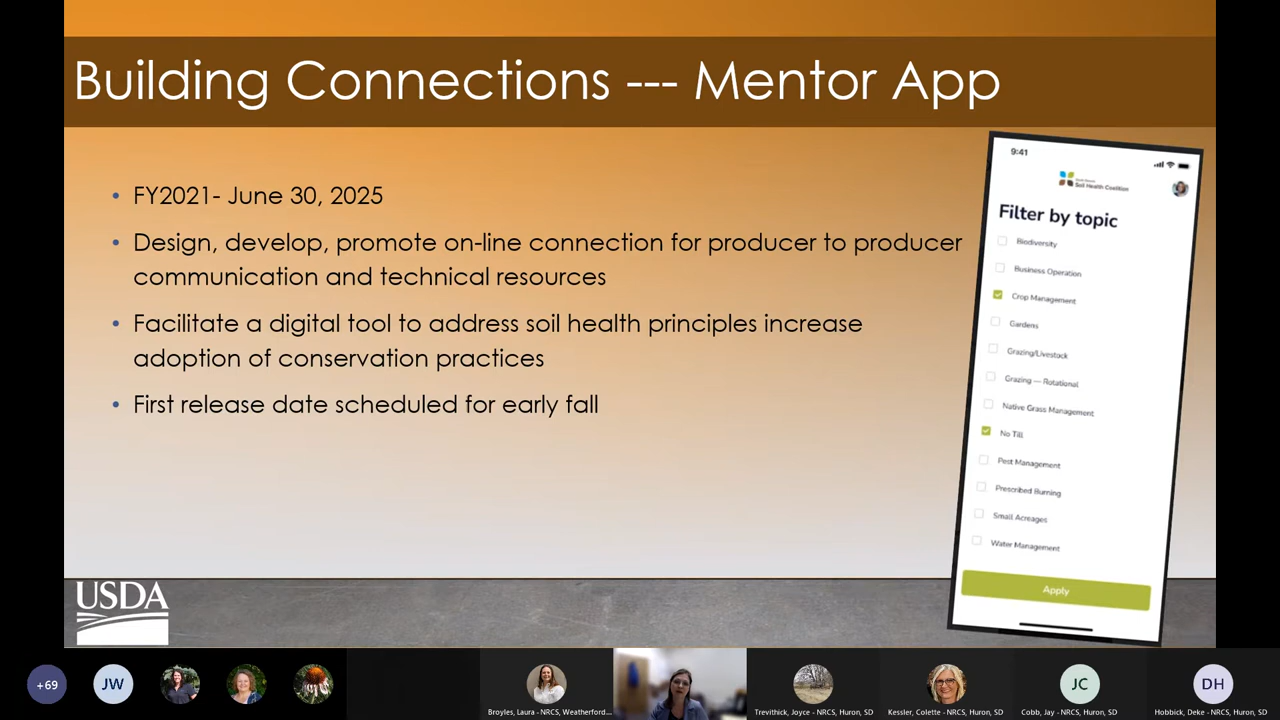 Building Connections --- Mentor App
• FY2021- June 30, 2025
• Design, develop, promote on-line connection for producer to producer
communication and technical resources
• Facilitate a digital tool to address soil health principles increase
adoption of conservation practices
• First release date scheduled for early fall
9:41
Soil Health Coalition
Filter by topic
Biodiversity
Business Operation
Crop Management
Gardens
Grazing/Livestock
Grazing — Rotational
Native Grass Management
No Till
Pest Management
Prescribed Burning
Small Acreages
Water Management
Apply
USDA
+69
JW
Broyles, Laura - NRCS, Weatherford...
Trevithick, Joyce - NRCS, Huron, SD
Kessler, Colette - NRCS, Huron, SD
JC
Cobb, Jay - NRCS, Huron, SD
DH
Hobbick, Deke - NRCS, Huron, SD